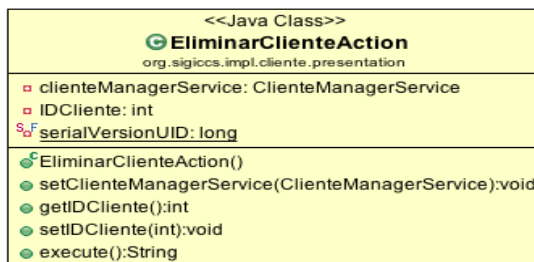 <<Java Class>>
EliminarClienteAction
org.sigiccs.impl.cliente.presentation
clienteManagerService: ClienteManagerService
IDCliente: int
S F serialVersionUID: long
C EliminarClienteAction()
setClienteManagerService(ClienteManagerService):void
getIDCliente():int
setIDCliente(int):void
execute():String